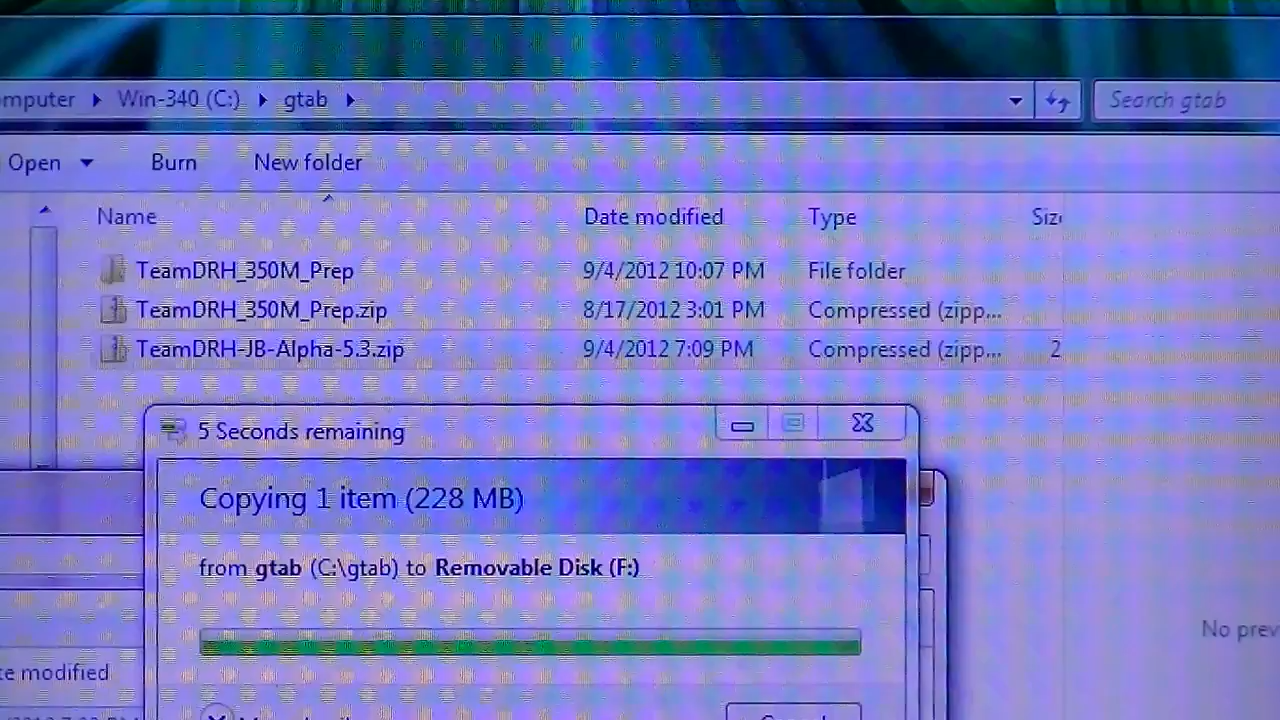 mputer Win-340 (C:) gtab Search gtab
Open Burn New folder
Name Date modified Type Siz
TeamDRH_350M_Prep 9/4/2012 10:07 PM File folder
TeamDRH_350M_Prep.zip 8/17/2012 3:01 PM Compressed (zipp...
TeamDRH-JB-Alpha-5.3.zip 9/4/2012 7:09 PM Compressed (zipp... 2
5 Seconds remaining
Copying 1 item (228 MB)
from gtab (C:\gtab) to Removable Disk (F:)
No prev
te modified